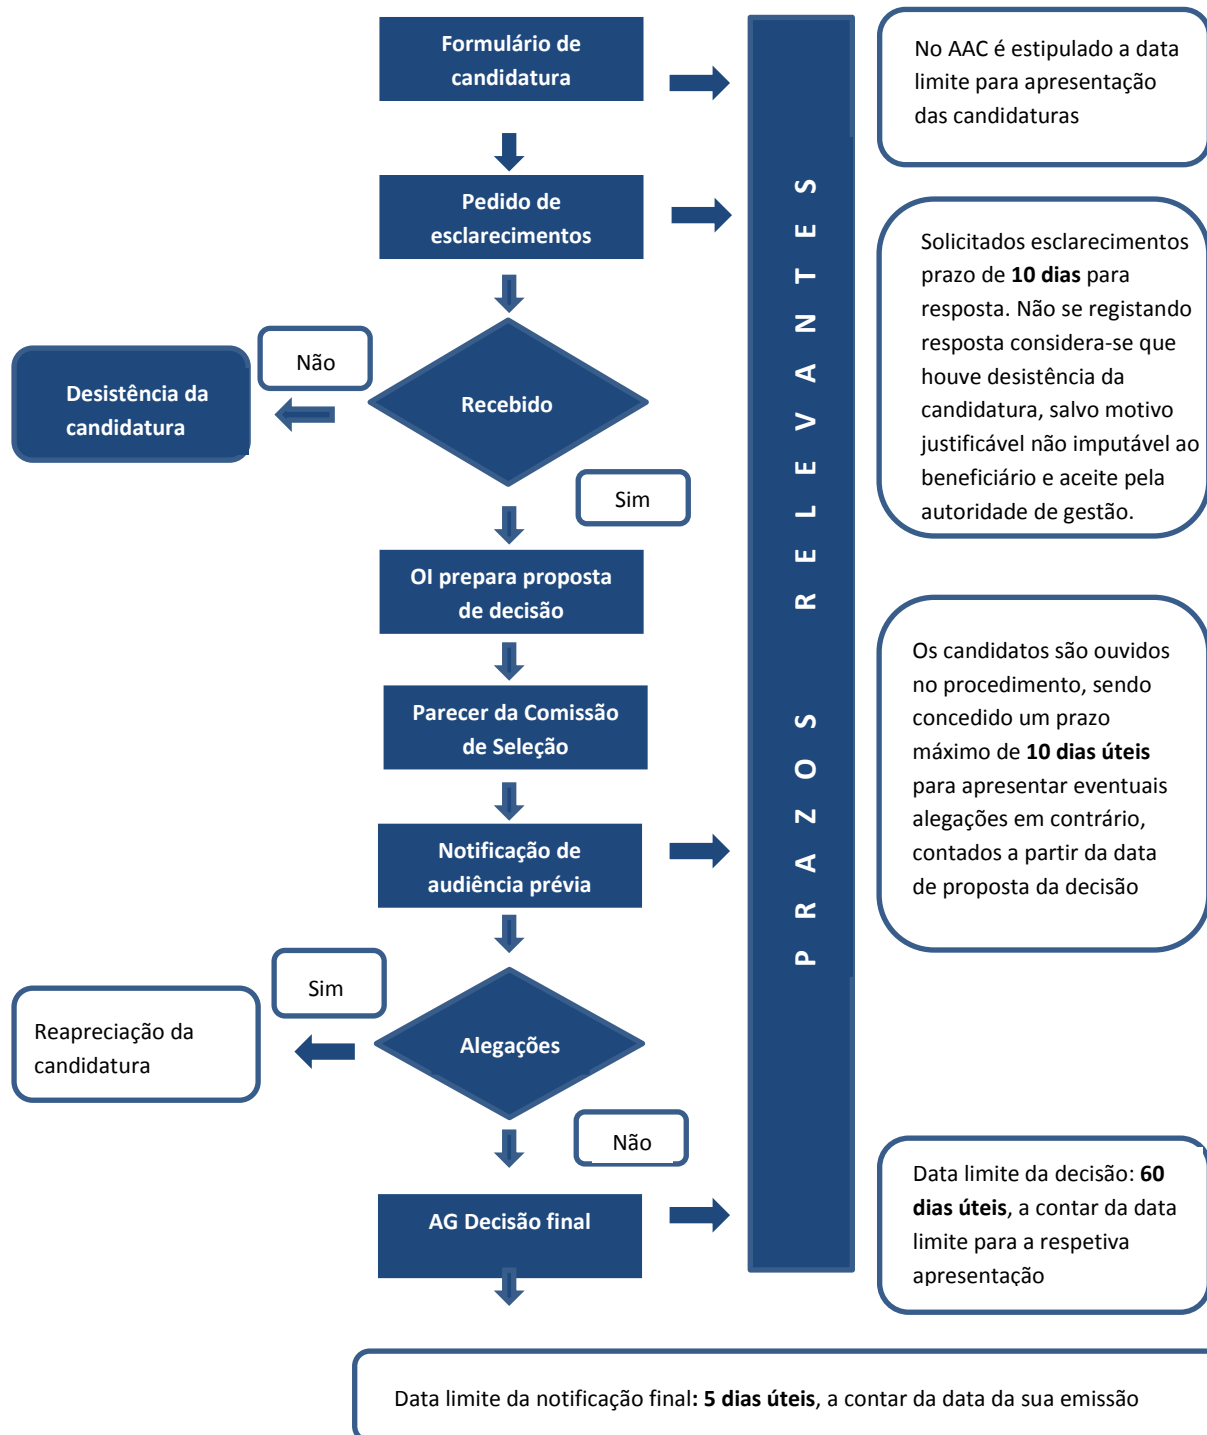 Formulário de
candidatura
No AAC é estipulado a data
limite para apresentação
das candidaturas
Pedido de
esclarecimentos
Solicitados esclarecimentos
prazo de 10 dias para
resposta. Não se registando
resposta considera-se que
houve desistência da
candidatura, salvo motivo
justificável não imputável ao
beneficiário e aceite pela
autoridade de gestão.
Não
Desistência da
candidatura
Recebido
Sim
OI prepara proposta
de decisão
Parecer da Comissão
de Seleção
Notificação de
audiência prévia
Os candidatos são ouvidos
no procedimento, sendo
concedido um prazo
máximo de 10 dias úteis
para apresentar eventuais
alegações em contrário,
contados a partir da data
de proposta da decisão
PRAZOS RELEVANTES
Sim
Reapreciação da
candidatura
Alegações
Não
AG Decisão final
Data limite da decisão: 60
dias úteis, a contar da data
limite para a respetiva
apresentação
Data limite da notificação final: 5 dias úteis, a contar da data da sua emissão